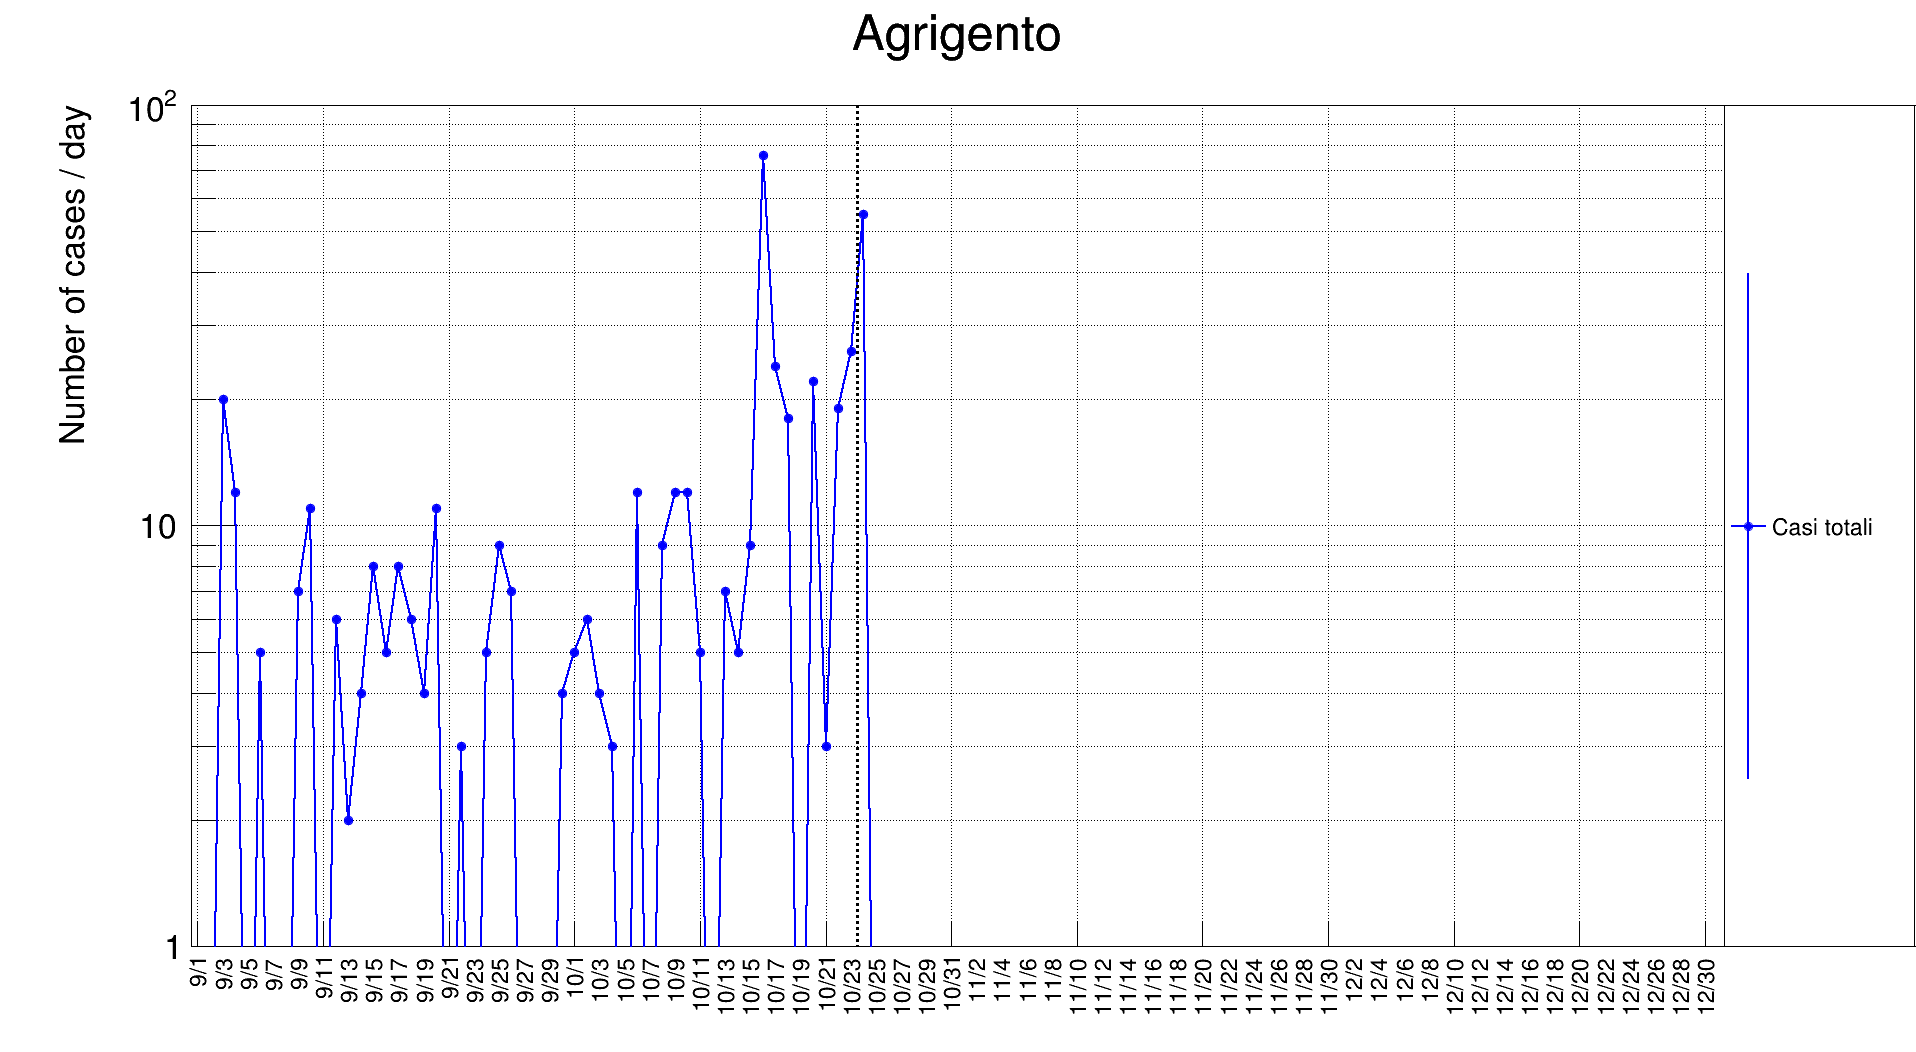 Agrigento
Number of cases / day
10²
10
1
9/1 9/3 9/5 9/7 9/9 9/11 9/13 9/15 9/17 9/19 9/21 9/23 9/25 9/27 9/29 10/1 10/3 10/5 10/7 10/9 10/11 10/13 10/15 10/17 10/19 10/21 10/23 10/25 10/27 10/29 10/31 11/2 11/4 11/6 11/8 11/10 11/12 11/14 11/16 11/18 11/20 11/22 11/24 11/26 11/28 11/30 12/2 12/4 12/6 12/8 12/10 12/12 12/14 12/16 12/18 12/20 12/22 12/24 12/26 12/28 12/30
Casi totali